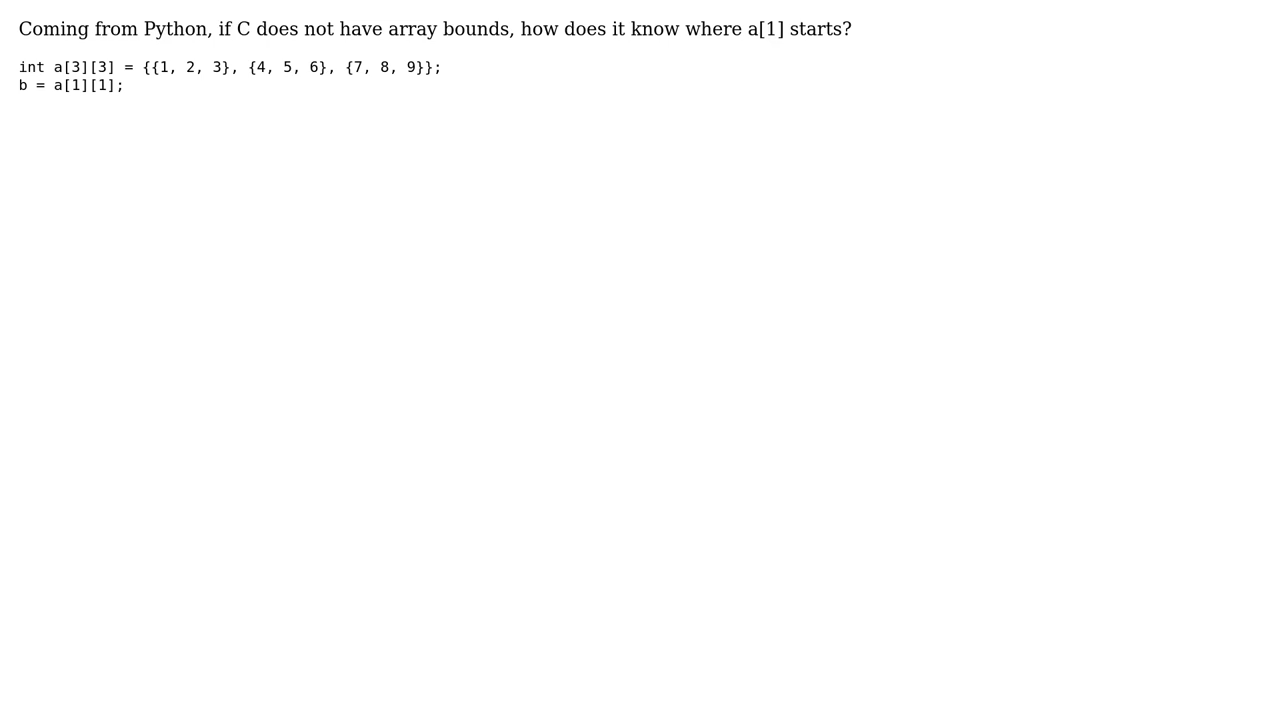 Coming from Python, if C does not have array bounds, how does it know where a[1] starts?
int a[3][3] = {{1, 2, 3}, {4, 5, 6}, {7, 8, 9}};
b = a[1][1];